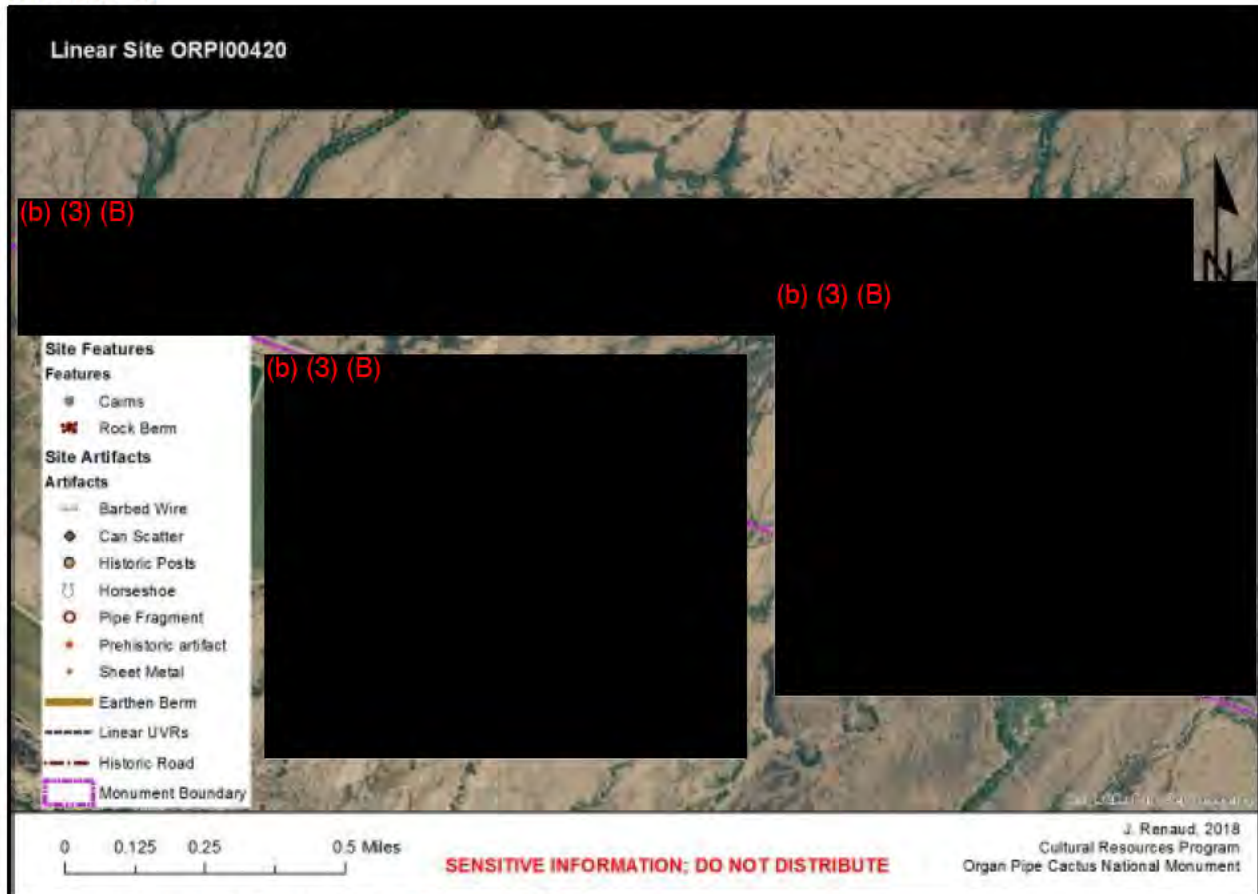 Linear Site ORPI00420
(b) (3) (B)
N
(b) (3) (B)
(b) (3) (B)
Site Features
Features
Cairns
Rock Berm
Site Artifacts
Artifacts
Barbed Wire
Can Scatter
Historic Posts
Horseshoe
Pipe Fragment
Prehistoric artifact
Sheet Metal
Earthen Berm
Linear UVRs
Historic Road
Monument Boundary
0 0.125 0.25 0.5 Miles
SENSITIVE INFORMATION; DO NOT DISTRIBUTE
J. Renaud, 2018
Cultural Resources Program
Organ Pipe Cactus National Monument